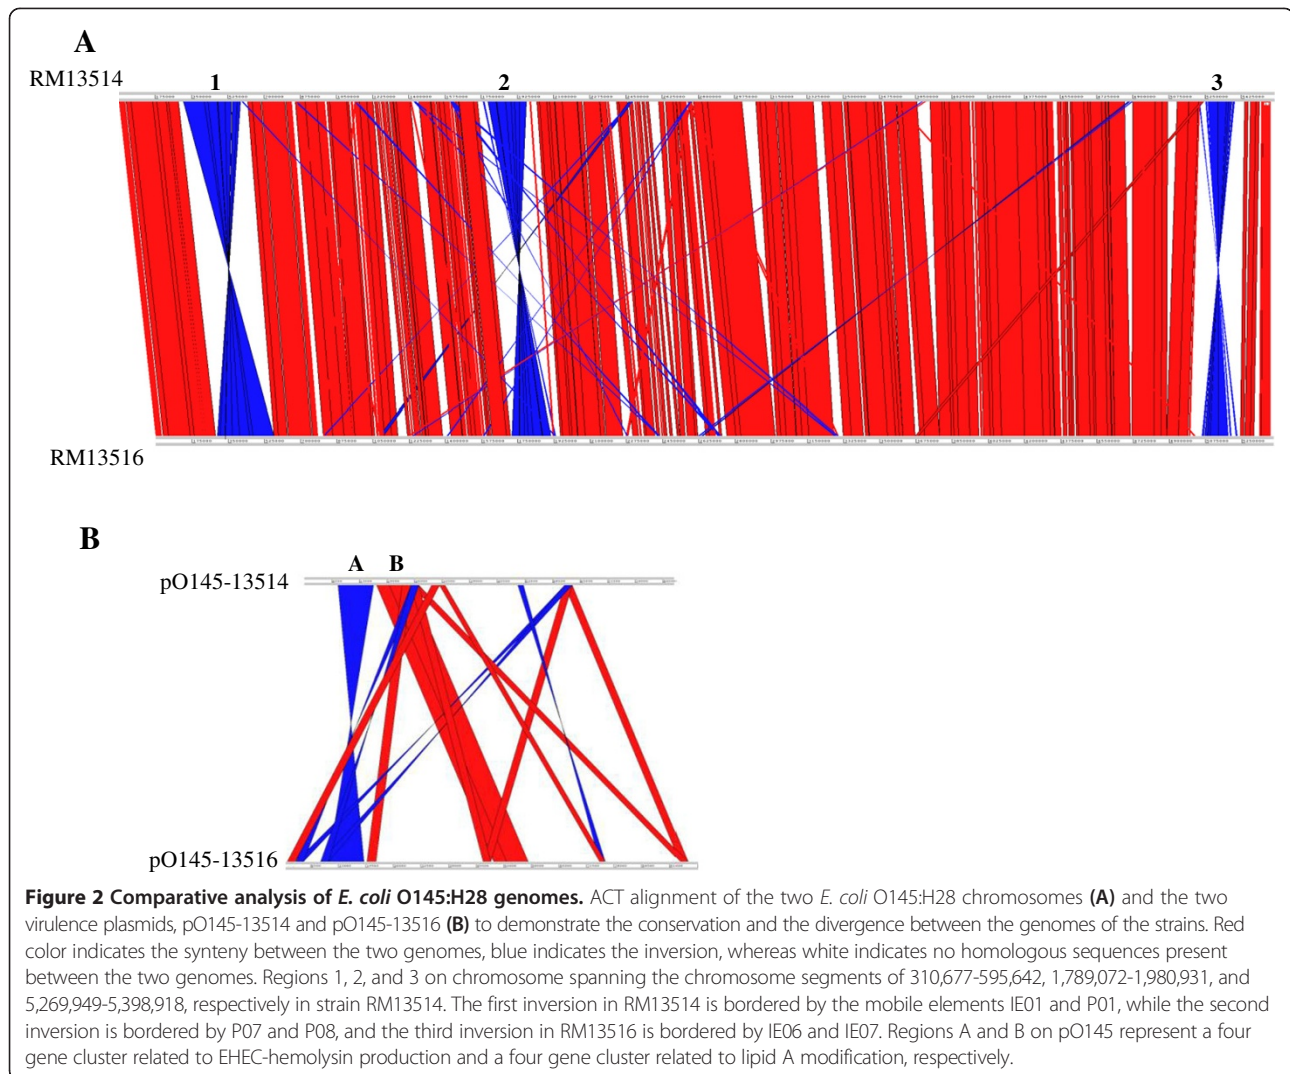 A
RM13514
1 2 3
RM13516
B
A B
pO145-13514
pO145-13516
Figure 2 Comparative analysis of E. coli O145:H28 genomes. ACT alignment of the two E. coli O145:H28 chromosomes (A) and the two
virulence plasmids, pO145-13514 and pO145-13516 (B) to demonstrate the conservation and the divergence between the genomes of the strains. Red
color indicates the synteny between the two genomes, blue indicates the inversion, whereas white indicates no homologous sequences present
between the two genomes. Regions 1, 2, and 3 on chromosome spanning the chromosome segments of 310,677-595,642, 1,789,072-1,980,931, and
5,269,949-5,398,918, respectively in strain RM13514. The first inversion in RM13514 is bordered by the mobile elements IE01 and P01, while the second
inversion is bordered by P07 and P08, and the third inversion in RM13516 is bordered by IE06 and IE07. Regions A and B on pO145 represent a four
gene cluster related to EHEC-hemolysin production and a four gene cluster related to lipid A modification, respectively.